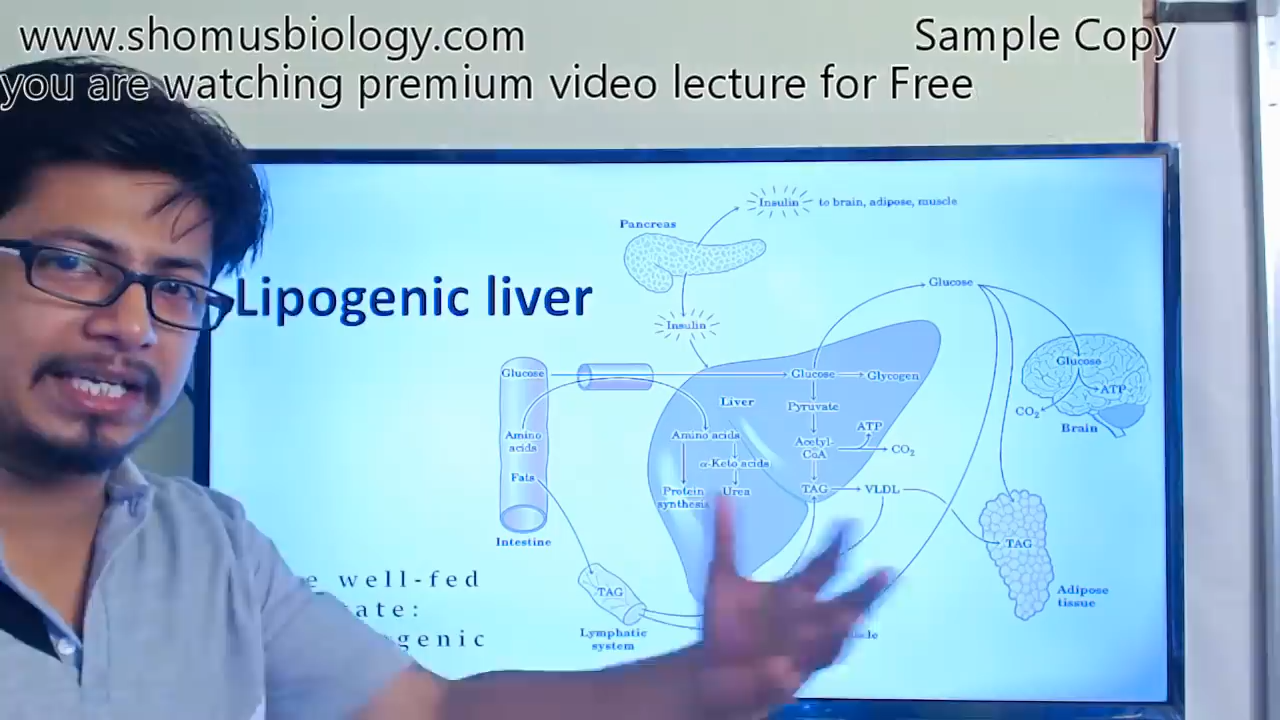 www.shomusbiology.com
Sample Copy
you are watching premium video lecture for Free
Insulin to brain, adipose, muscle
Pancreas
Lipogenic liver
Insulin
Glucose
Glucose
Glucose
Glycogen
Glucose
ATP
CO₂
Brain
Liver
Pyruvate
Amino
acids
Amino acids
Acetyl-
CoA
ATP
CO₂
α-Keto acids
Fats
Protein
synthesis
Urea
TAG
VLDL
Intestine
TAG
Adipose
tissue
TAG
Lymphatic
system
well-fed